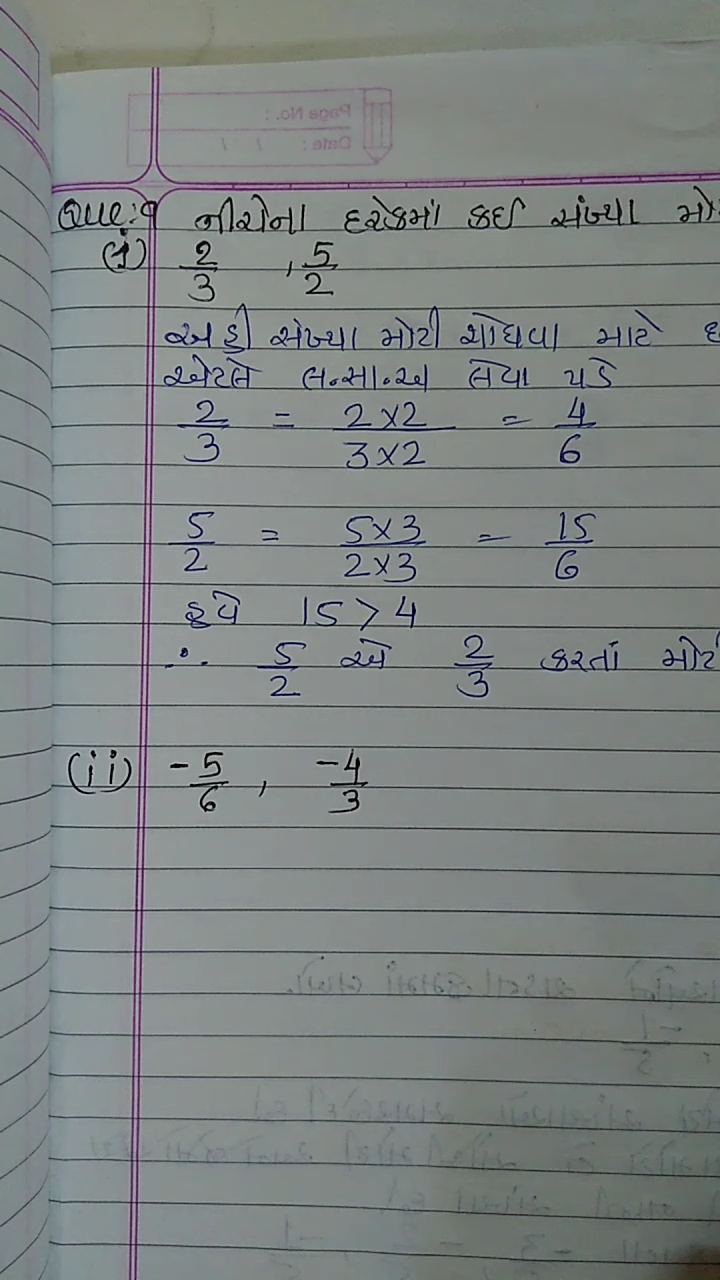 Page No.:
Date: / /
Que:9 નીચેના દરેકમાં કઈ સંખ્યા
(i) 2/3 , 5/2
અહીં સંખ્યા મોટી શોધવા માટે
એટલે લ.સા.અ લેવા પડે
2/3 = 2×2/3×2 = 4/6
5/2 = 5×3/2×3 = 15/6
હવે 15 > 4
∴ 5/2 એ 2/3 કરતાં
(ii) -5/6 , -4/3